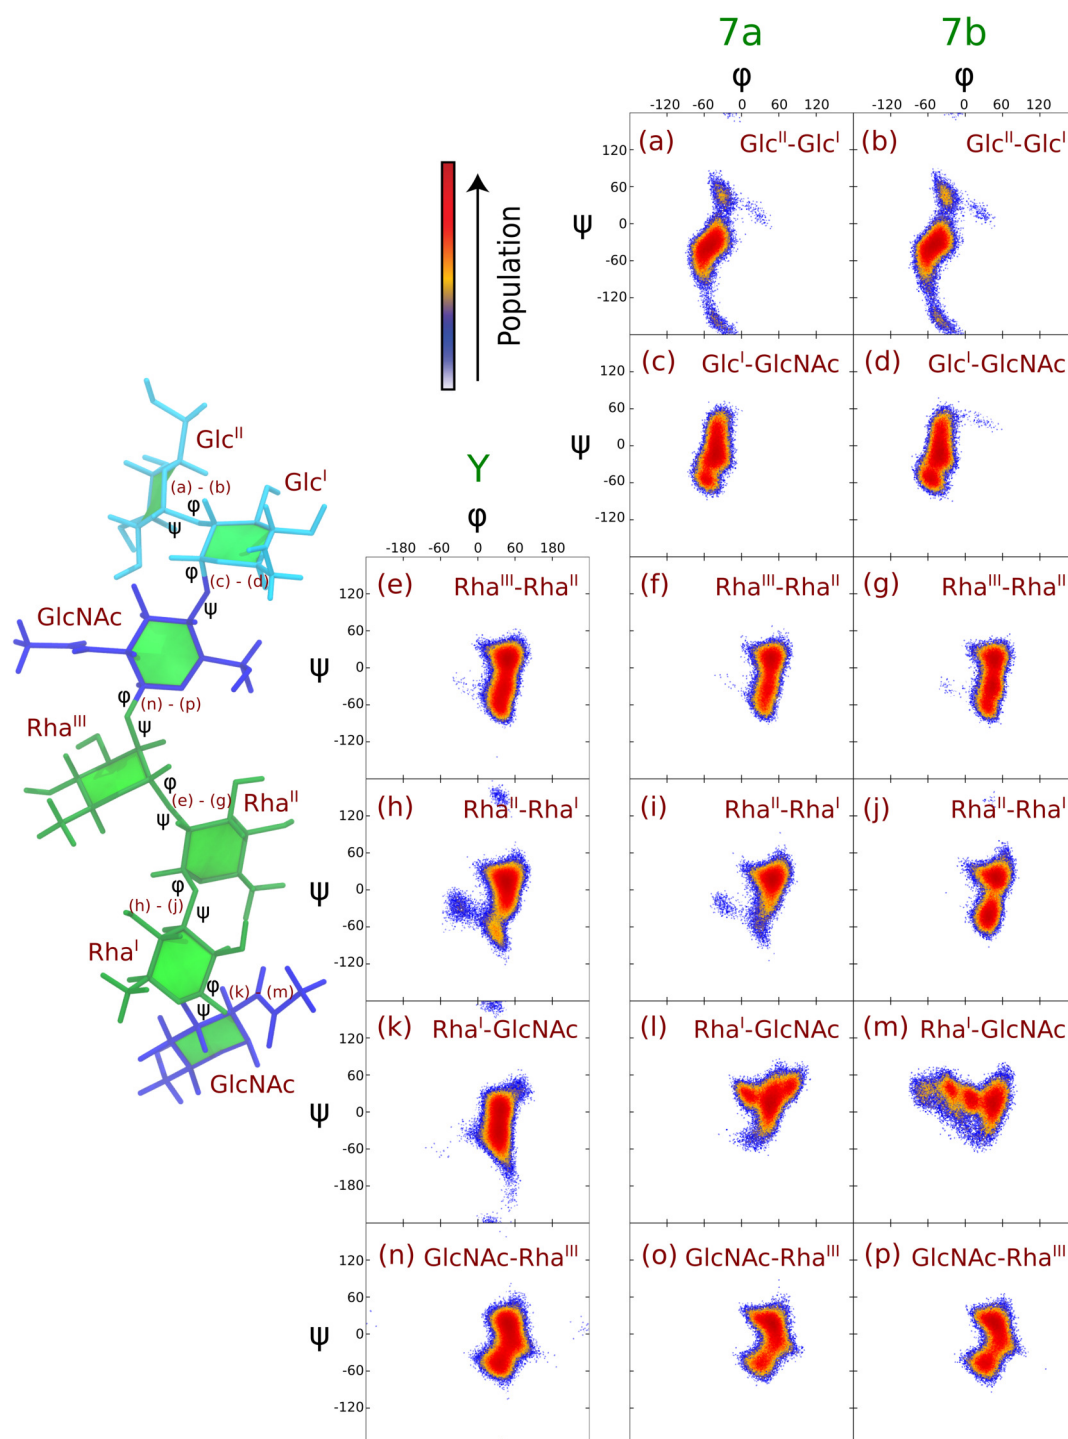 7a 7b
φ φ
-120 -60 0 60 120 -120 -60 0 60 120
(a) Glcᴵᴵ-Glcᴵ (b) Glcᴵᴵ-Glcᴵ
120
60
ψ 0
-60
-120
Population
(c) Glcᴵ-GlcNAc (d) Glcᴵ-GlcNAc
120
60
ψ 0
-60
-120
Y
φ
-180 -60 0 60 180
(e) Rhaᴵᴵᴵ-Rhaᴵᴵ (f) Rhaᴵᴵᴵ-Rhaᴵᴵ (g) Rhaᴵᴵᴵ-Rhaᴵᴵ
120
60
ψ 0
-60
-120
(h) Rhaᴵᴵ-Rhaᴵ (i) Rhaᴵᴵ-Rhaᴵ (j) Rhaᴵᴵ-Rhaᴵ
120
60
ψ 0
-60
-120
(k) Rhaᴵ-GlcNAc (l) Rhaᴵ-GlcNAc (m) Rhaᴵ-GlcNAc
120
60
ψ 0
-60
-180
(n) GlcNAc-Rhaᴵᴵᴵ (o) GlcNAc-Rhaᴵᴵᴵ (p) GlcNAc-Rhaᴵᴵᴵ
120
60
ψ 0
-60
-120
Glcᴵᴵ
Glcᴵ
(a) - (b)
φ
ψ
φ (c) - (d)
ψ
GlcNAc
φ (n) - (p)
ψ
Rhaᴵᴵᴵ
φ
(e) - (g) Rhaᴵᴵ
ψ
φ
(h) - (j) ψ
Rhaᴵ
φ (k) - (m)
ψ
GlcNAc